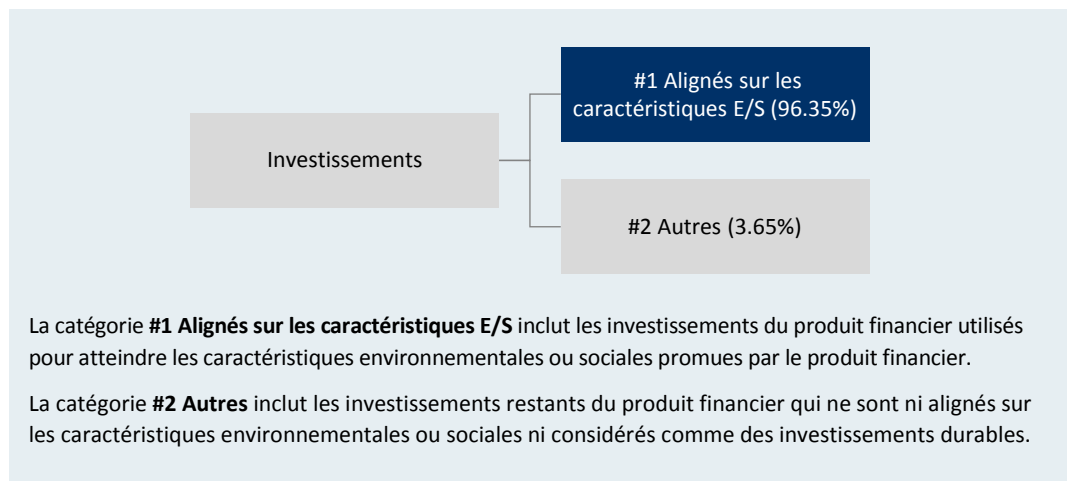 #1 Alignés sur les
caractéristiques E/S (96.35%)
Investissements
#2 Autres (3.65%)
La catégorie #1 Alignés sur les caractéristiques E/S inclut les investissements du produit financier utilisés
pour atteindre les caractéristiques environnementales ou sociales promues par le produit financier.
La catégorie #2 Autres inclut les investissements restants du produit financier qui ne sont ni alignés sur
les caractéristiques environnementales ou sociales ni considérés comme des investissements durables.